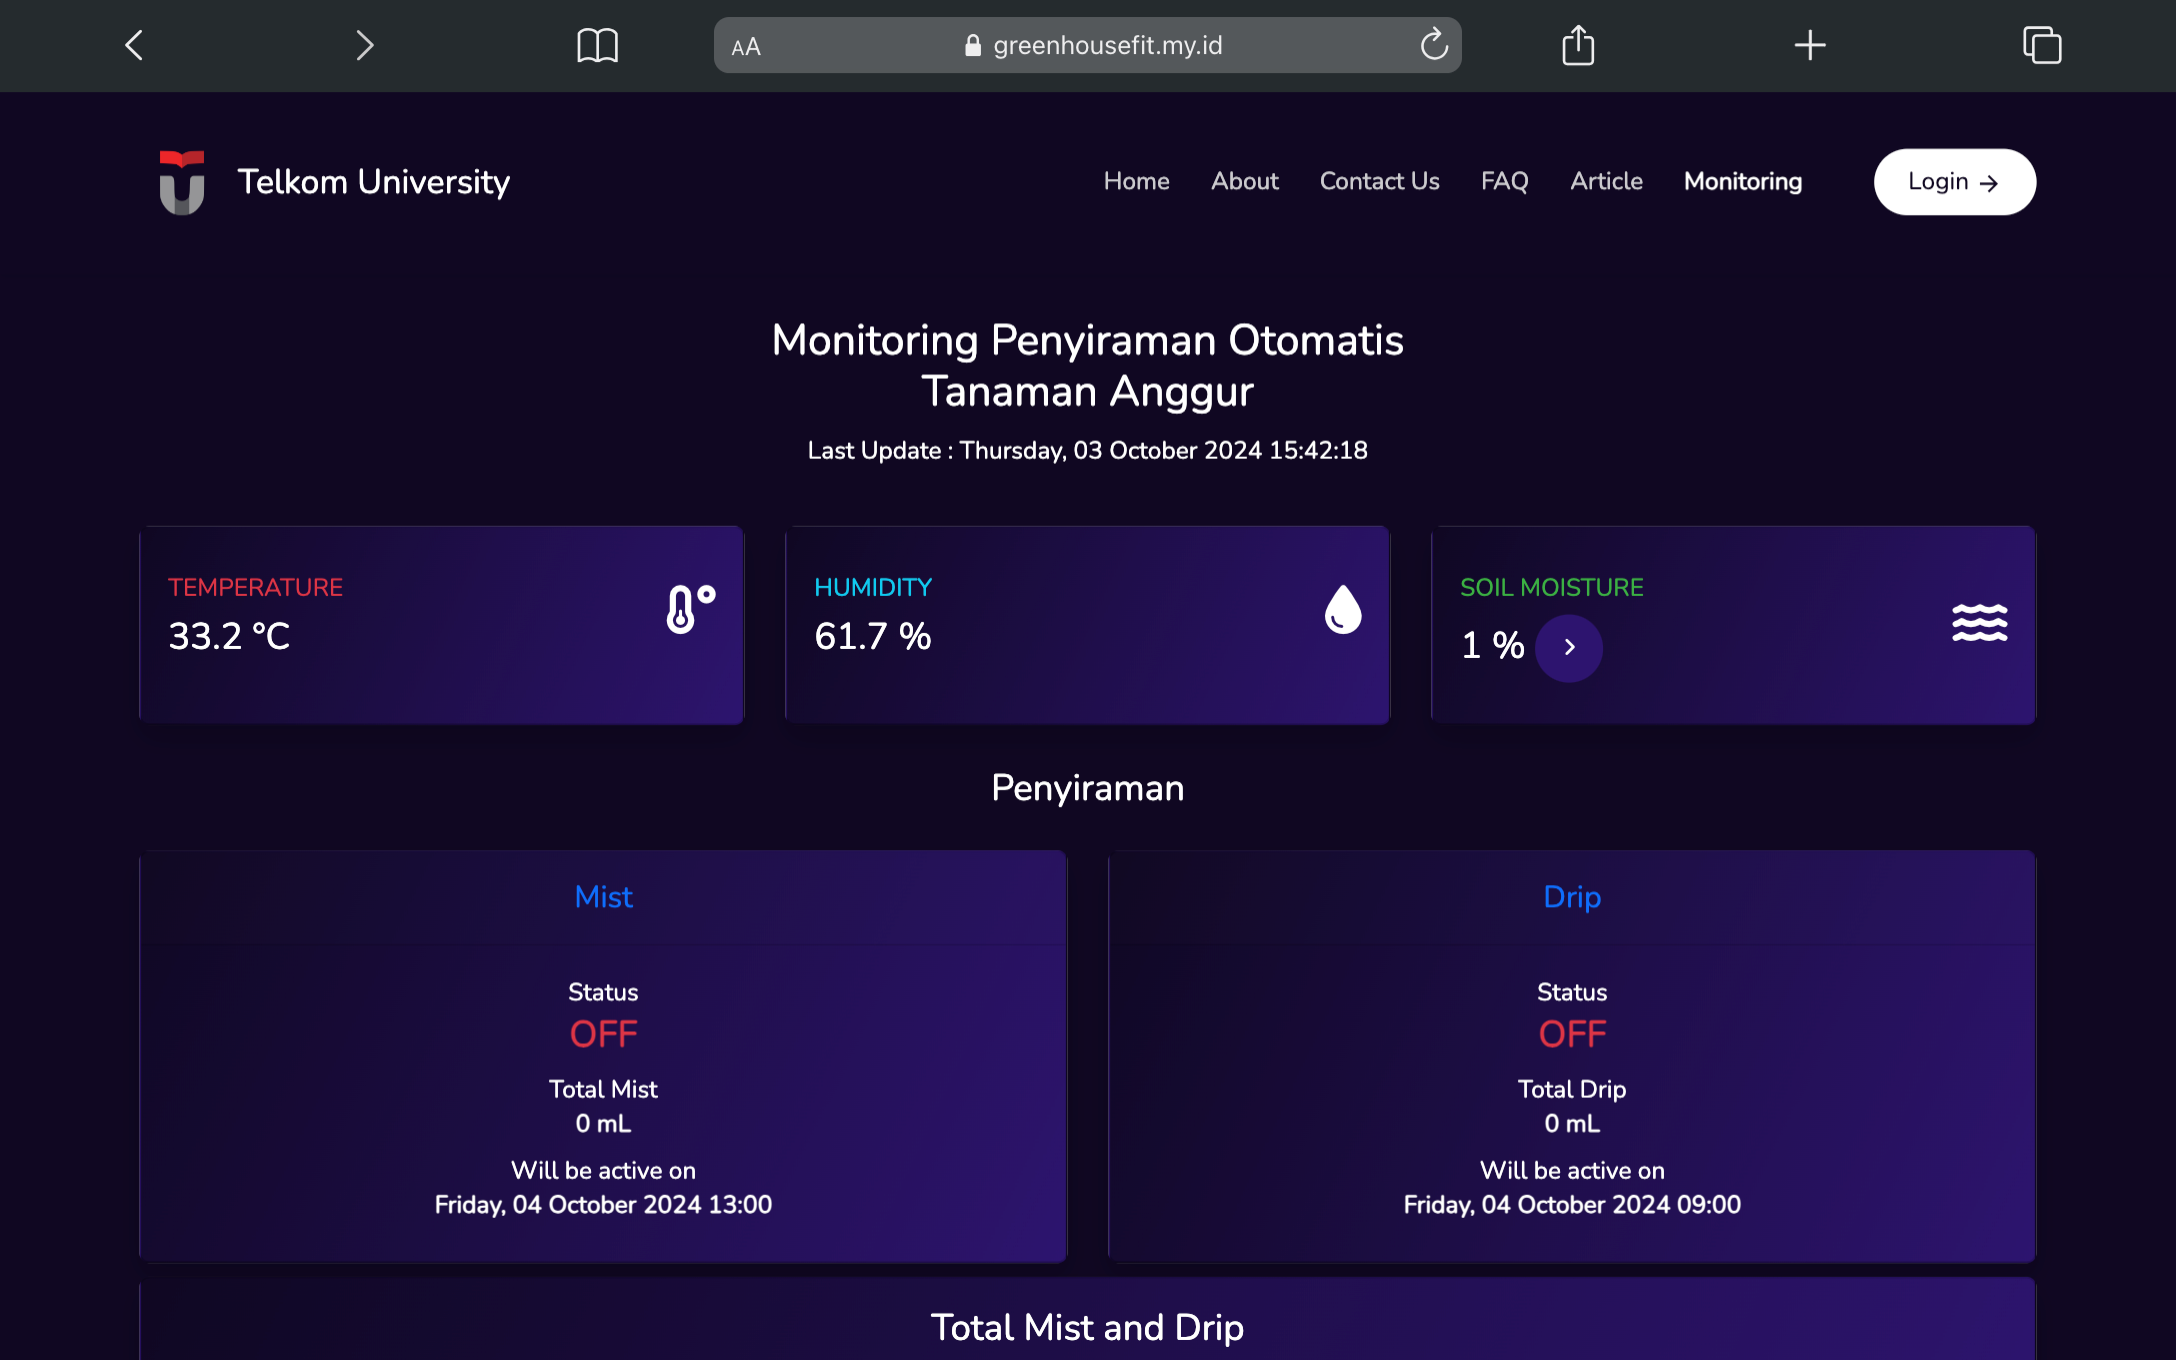 AA
greenhousefit.my.id
Telkom University
Home
About
Contact Us
FAQ
Article
Monitoring
Login →
Monitoring Penyiraman Otomatis
Tanaman Anggur
Last Update : Thursday, 03 October 2024 15:42:18
TEMPERATURE
33.2 °C
HUMIDITY
61.7 %
SOIL MOISTURE
1 %
Penyiraman
Mist
Status
OFF
Total Mist
0 mL
Will be active on
Friday, 04 October 2024 13:00
Drip
Status
OFF
Total Drip
0 mL
Will be active on
Friday, 04 October 2024 09:00
Total Mist and Drip